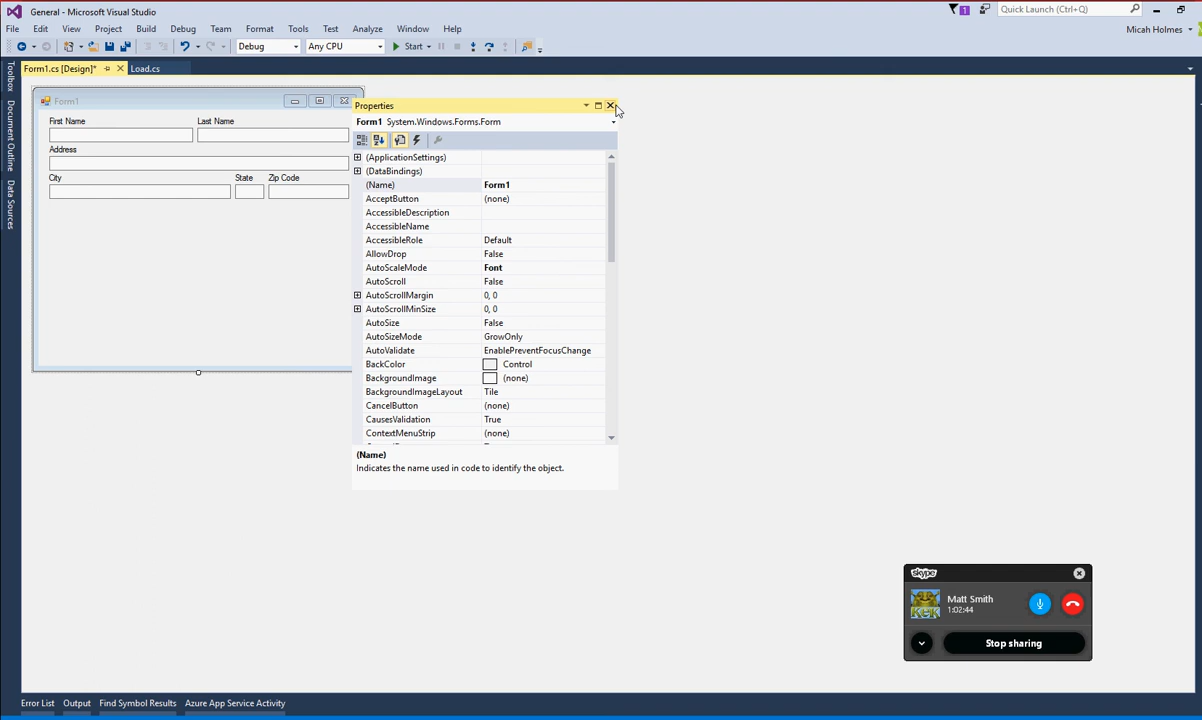 General - Microsoft Visual Studio
1
Quick Launch (Ctrl+Q)
File Edit View Project Build Debug Team Format Tools Test Analyze Window Help
Micah Holmes
Debug Any CPU Start
Form1.cs [Design]* Load.cs
Toolbox
Document Outline
Data Sources
Form1
First Name Last Name
Address
City State Zip Code
Properties
Form1 System.Windows.Forms.Form
(ApplicationSettings)
(DataBindings)
(Name) Form1
AcceptButton (none)
AccessibleDescription
AccessibleName
AccessibleRole Default
AllowDrop False
AutoScaleMode Font
AutoScroll False
AutoScrollMargin 0, 0
AutoScrollMinSize 0, 0
AutoSize False
AutoSizeMode GrowOnly
AutoValidate EnablePreventFocusChange
BackColor Control
BackgroundImage (none)
BackgroundImageLayout Tile
CancelButton (none)
CausesValidation True
ContextMenuStrip (none)
(Name)
Indicates the name used in code to identify the object.
skype
Matt Smith
1:02:44
KEK
Stop sharing
Error List Output Find Symbol Results Azure App Service Activity